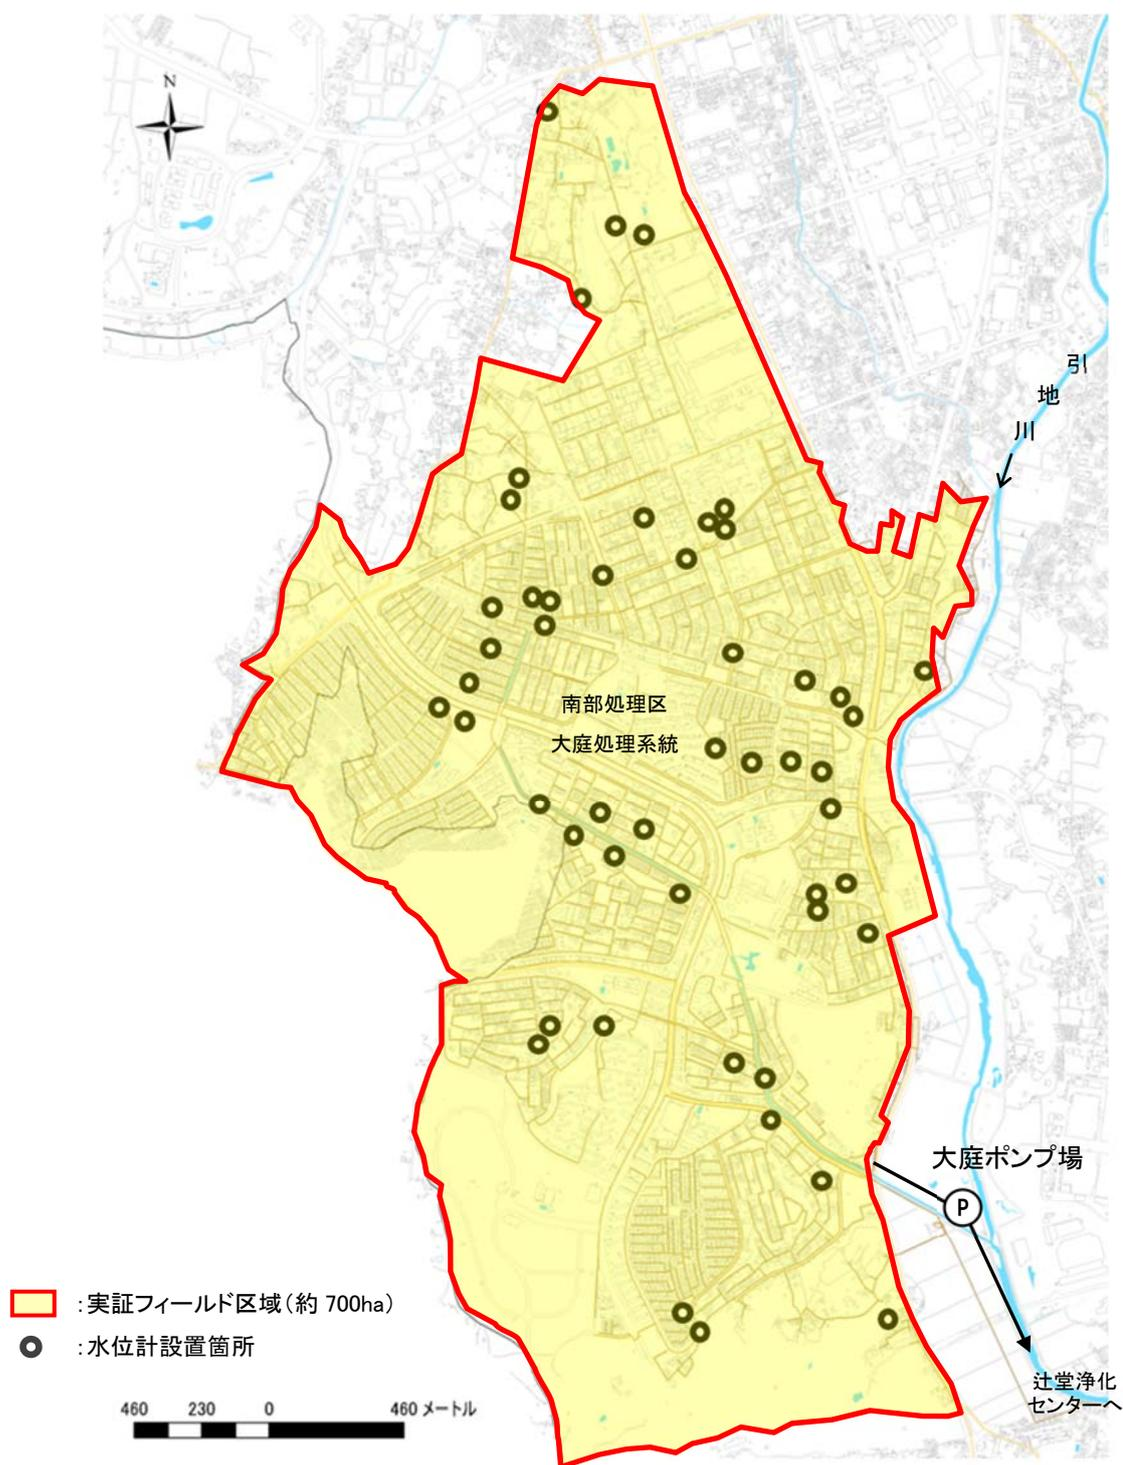 N
引
地
川
南部処理区
大庭処理系統
大庭ポンプ場
P
：実証フィールド区域（約 700ha）
：水位計設置箇所
辻堂浄化
センターへ
460 230 0 460 メートル